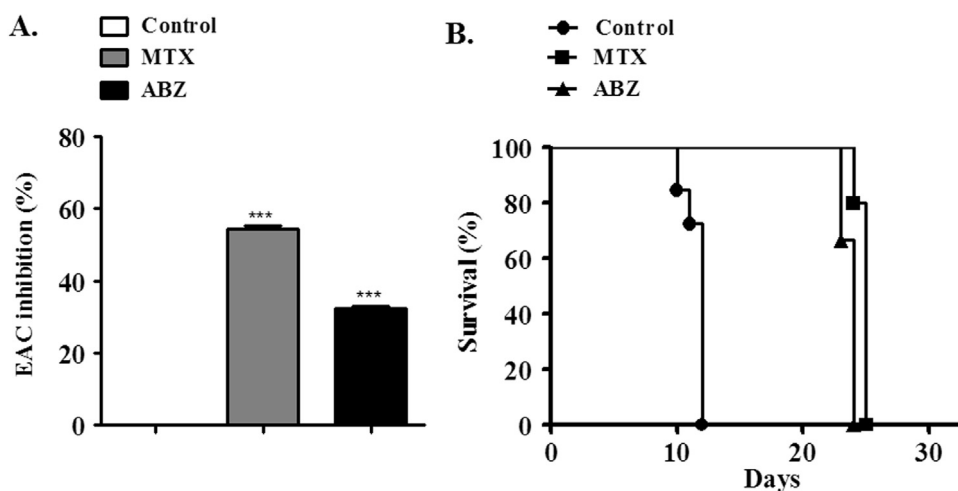 A.
Control
MTX
ABZ
EAC inhibition (%)
80
60
40
20
0
***
***
B.
Control
MTX
ABZ
Survival (%)
100
80
60
40
20
0
0
10
20
30
Days